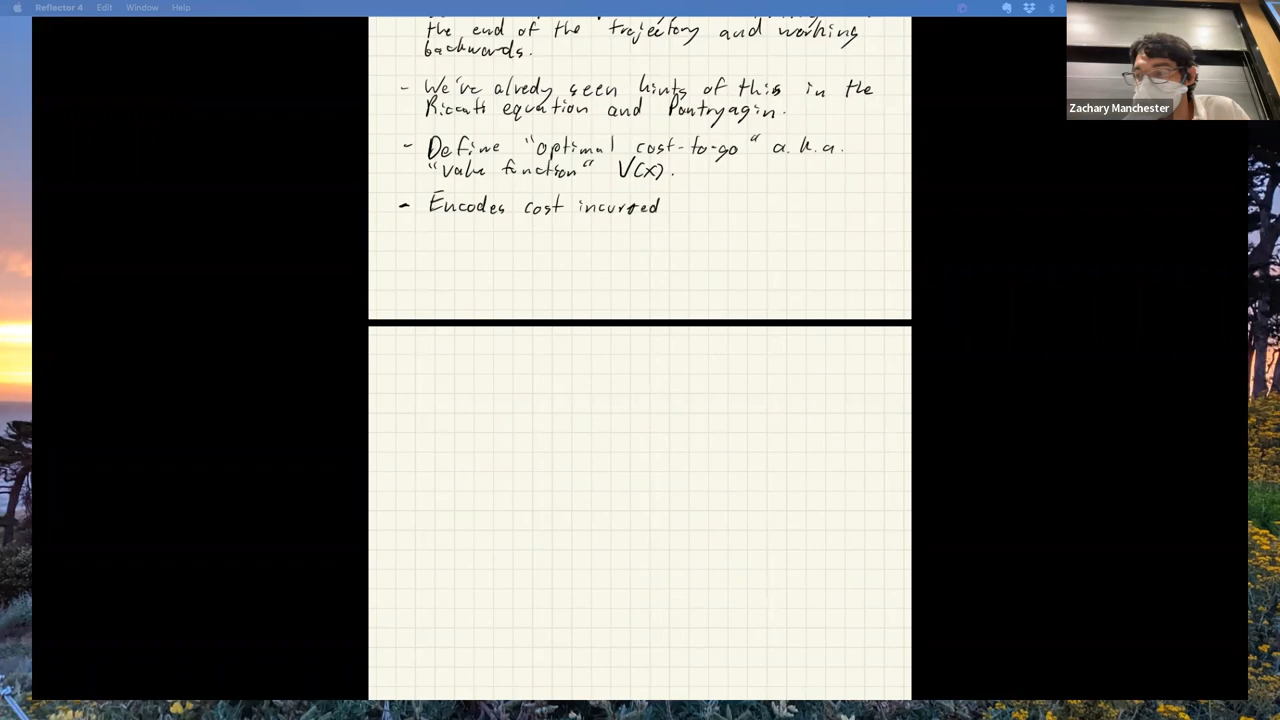 Reflector 4 Edit Window Help
the end of the trajectory and working
backwards.
- We've alredy seen hints of this in the
Riccati equation and Pontryagin.
- Define "optimal cost-to-go" a.k.a.
"value function" V(x).
- Encodes cost incurred
Zachary Manchester